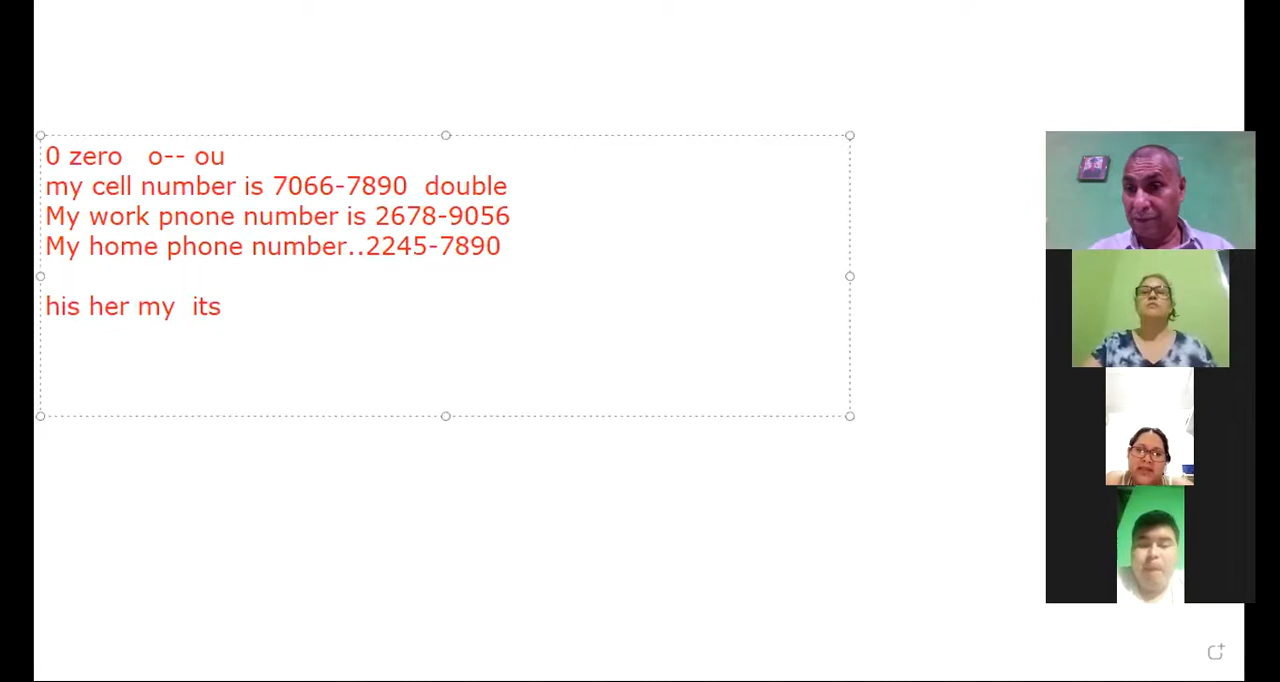 0 zero   o-- ou
my cell number is 7066-7890  double
My work pnone number is 2678-9056
My home phone number..2245-7890
his her my  its